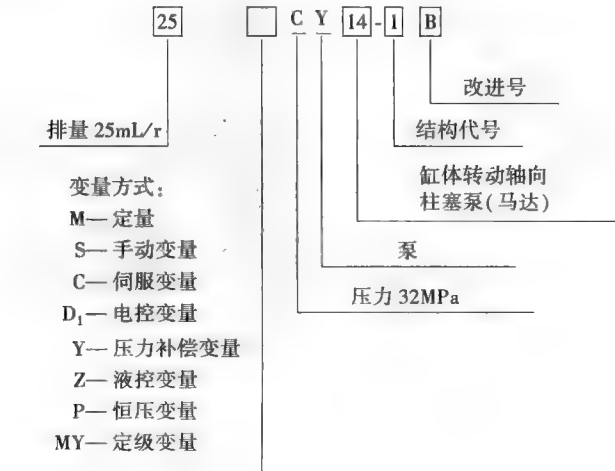 25 □ C Y 14-1 B
改进号
排量 25mL/r
结构代号
变量方式:
缸体转动轴向
柱塞泵(马达)
M—定量
S—手动变量
泵
C—伺服变量
压力 32MPa
D₁—电控变量
Y—压力补偿变量
Z—液控变量
P—恒压变量
MY—定级变量